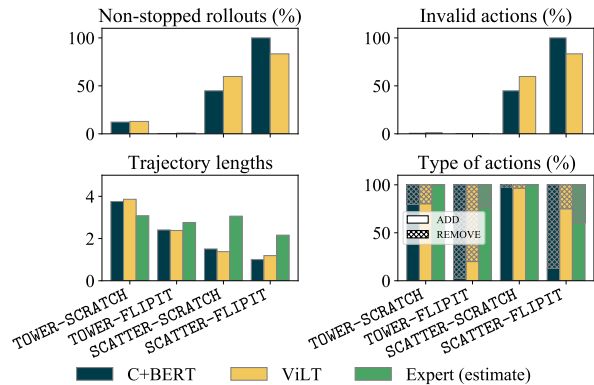 Non-stopped rollouts (%)
Invalid actions (%)
100
50
0
100
50
0
Trajectory lengths
Type of actions (%)
4
2
0
100
50
0
ADD
REMOVE
TOWER-SCRATCH
TOWER-FLIPIT
SCATTER-SCRATCH
SCATTER-FLIPIT
TOWER-SCRATCH
TOWER-FLIPIT
SCATTER-SCRATCH
SCATTER-FLIPIT
C+BERT
ViLT
Expert (estimate)